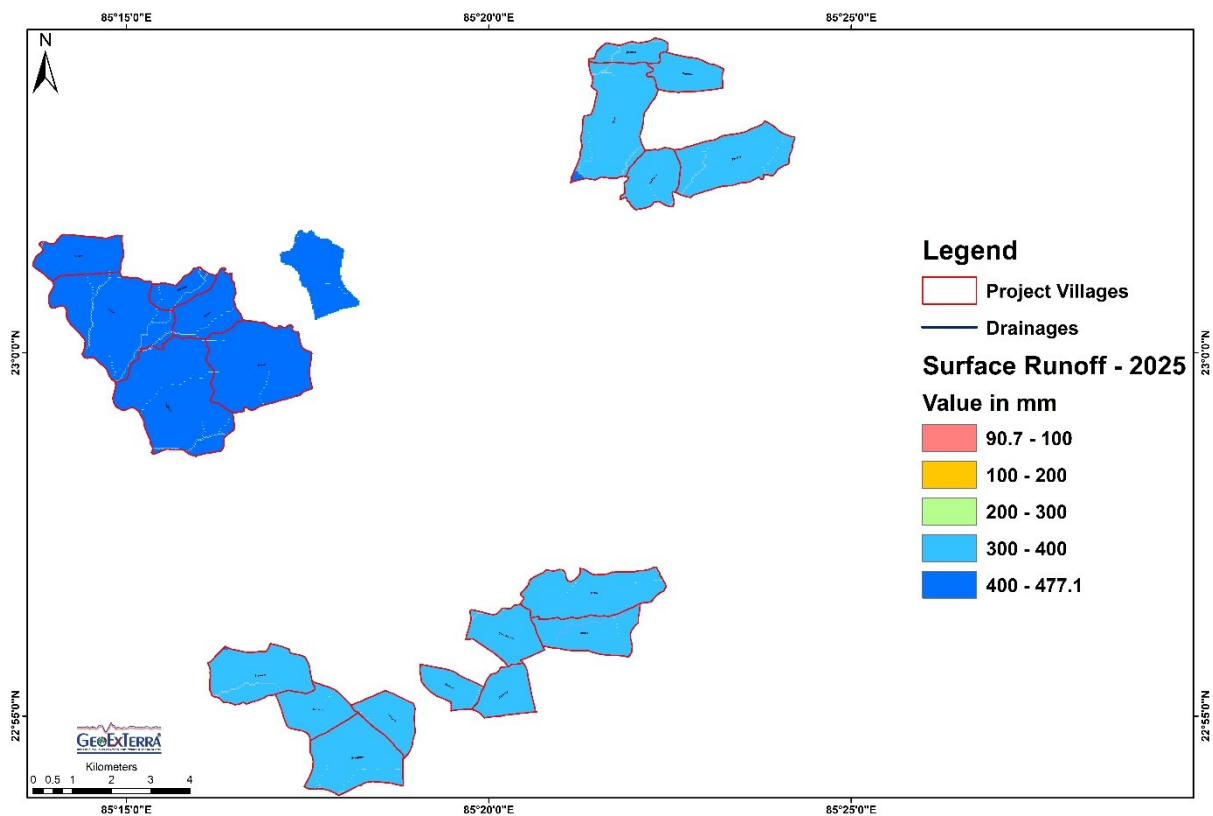 85°15'0"E
85°20'0"E
85°25'0"E
N
Legend
Project Villages
Drainages
23°0'0"N
23°0'0"N
Surface Runoff - 2025
Value in mm
90.7 - 100
100 - 200
200 - 300
300 - 400
400 - 477.1
22°55'0"N
22°55'0"N
GEOEXTERRA
Kilometers
0 0.5 1 2 3 4
85°15'0"E
85°20'0"E
85°25'0"E